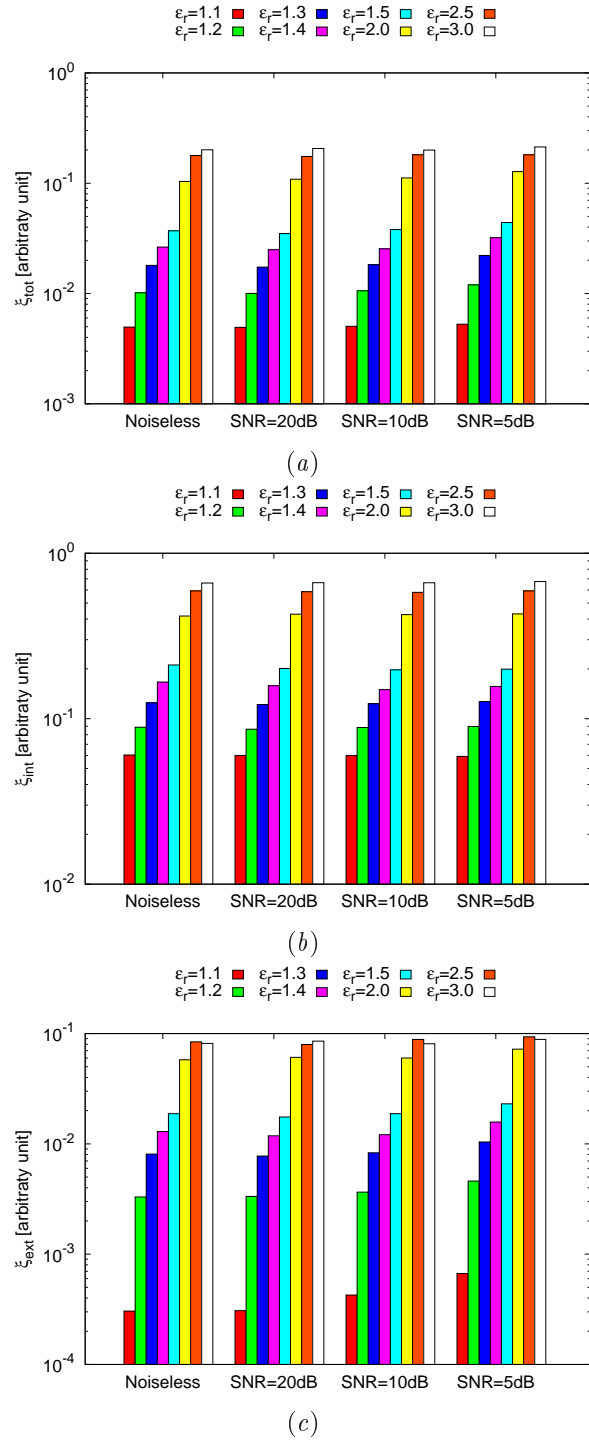 εr=1.1 εr=1.3 εr=1.5 εr=2.5
εr=1.2 εr=1.4 εr=2.0 εr=3.0
10^0
10^-1
10^-2
10^-3
ξtot [arbitraty unit]
Noiseless SNR=20dB SNR=10dB SNR=5dB
(a)
εr=1.1 εr=1.3 εr=1.5 εr=2.5
εr=1.2 εr=1.4 εr=2.0 εr=3.0
10^0
10^-1
10^-2
ξint [arbitraty unit]
Noiseless SNR=20dB SNR=10dB SNR=5dB
(b)
εr=1.1 εr=1.3 εr=1.5 εr=2.5
εr=1.2 εr=1.4 εr=2.0 εr=3.0
10^-1
10^-2
10^-3
10^-4
ξext [arbitraty unit]
Noiseless SNR=20dB SNR=10dB SNR=5dB
(c)